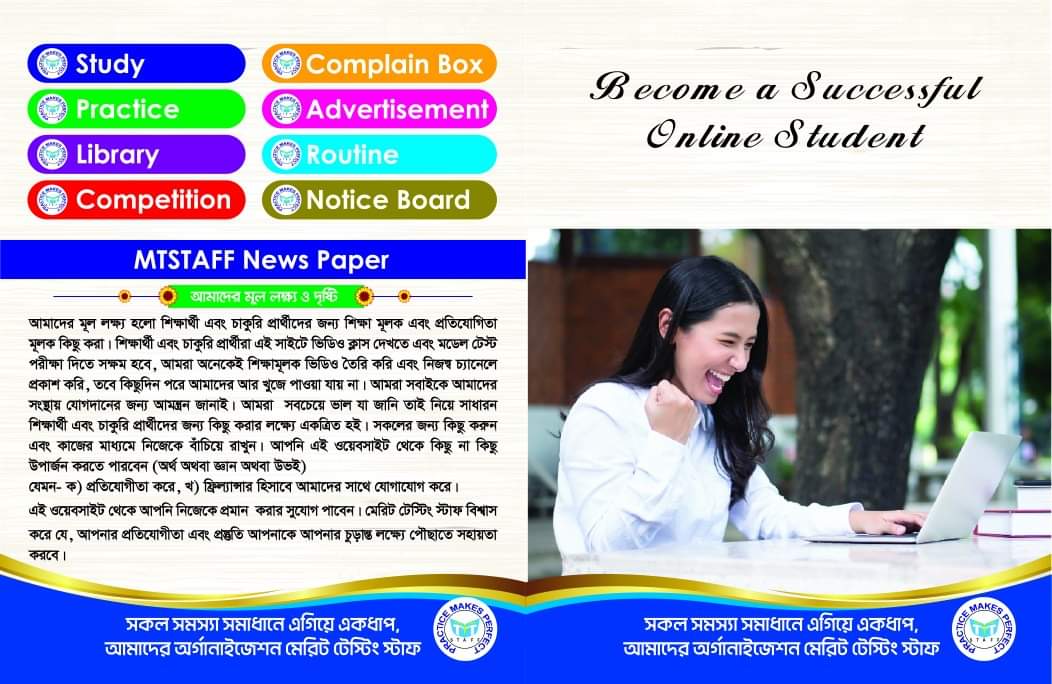 Study
Complain Box
Practice
Advertisement
Library
Routine
Competition
Notice Board
MTSTAFF News Paper
আমাদের মূল লক্ষ্য ও দৃষ্টি
আমাদের মূল লক্ষ্য হলো শিক্ষার্থী এবং চাকুরি প্রার্থীদের জন্য শিক্ষা মূলক এবং প্রতিযোগিতা
মূলক কিছু করা। শিক্ষার্থী এবং চাকুরি প্রার্থীরা এই সাইটে ভিডিও ক্লাস দেখতে এবং মডেল টেস্ট
পরীক্ষা দিতে সক্ষম হবে, আমরা অনেকেই শিক্ষামূলক ভিডিও তৈরি করি এবং নিজস্ব চ্যানেলে
প্রকাশ করি, তবে কিছুদিন পরে আমাদের আর খুজে পাওয়া যায় না। আমরা সবাইকে আমাদের
সংস্থায় যোগদানের জন্য আমন্ত্রন জানাই। আমরা সবচেয়ে ভাল যা জানি তাই নিয়ে সাধারন
শিক্ষার্থী এবং চাকুরি প্রার্থীদের জন্য কিছু করার লক্ষ্যে একত্রিত হই। সকলের জন্য কিছু করুন
এবং কাজের মাধ্যমে নিজেকে বাঁচিয়ে রাখুন। আপনি এই ওয়েবসাইট থেকে কিছু না কিছু
উপার্জন করতে পারবেন (অর্থ অথবা জ্ঞান অথবা উভই)
যেমন- ক) প্রতিযোগীতা করে, খ) ফ্রিল্যান্সার হিসাবে আমাদের সাথে যোগাযোগ করে।
এই ওয়েবসাইট থেকে আপনি নিজেকে প্রমান করার সুযোগ পাবেন। মেরিট টেস্টিং স্টাফ বিশ্বাস
করে যে, আপনার প্রতিযোগীতা এবং প্রস্তুতি আপনাকে আপনার চুড়ান্ত লক্ষ্যে পৌছাতে সহায়তা
করবে।
সকল সমস্যা সমাধানে এগিয়ে একধাপ,
আমাদের অর্গানাইজেশন মেরিট টেস্টিং স্টাফ
PRACTICE MAKES PERFECT
STAFF
Become a Successful
Online Student
সকল সমস্যা সমাধানে এগিয়ে একধাপ,
আমাদের অর্গানাইজেশন মেরিট টেস্টিং স্টাফ
PRACTICE MAKES PERFECT
STAFF